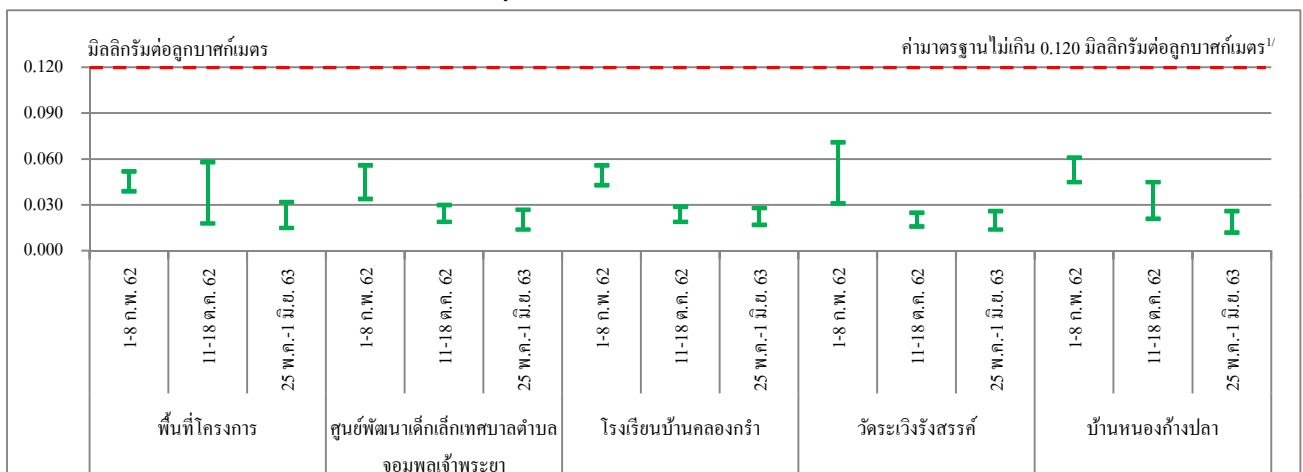 มิลลิกรัมต่อลูกบาศก์เมตร
ค่ามาตรฐานไม่เกิน 0.120 มิลลิกรัมต่อลูกบาศก์เมตร1/
0.120
0.090
0.060
0.030
0.000
1-8 ก.พ. 62
11-18 ต.ค. 62
25 พ.ค.-1 มิ.ย. 63
1-8 ก.พ. 62
11-18 ต.ค. 62
25 พ.ค.-1 มิ.ย. 63
1-8 ก.พ. 62
11-18 ต.ค. 62
25 พ.ค.-1 มิ.ย. 63
1-8 ก.พ. 62
11-18 ต.ค. 62
25 พ.ค.-1 มิ.ย. 63
1-8 ก.พ. 62
11-18 ต.ค. 62
25 พ.ค.-1 มิ.ย. 63
พื้นที่โครงการ
ศูนย์พัฒนาเด็กเล็กเทศบาลตำบล
จอมพลเจ้าพระยา
โรงเรียนบ้านคลองกรำ
วัดระเวิงรังสรรค์
บ้านหนองก้างปลา